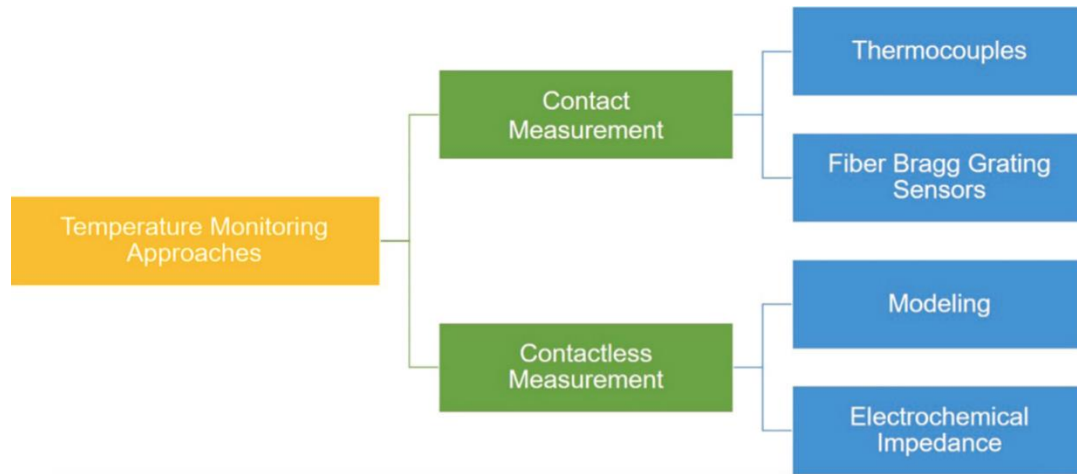 Thermocouples
Contact
Measurement
Fiber Bragg Grating
Sensors
Temperature Monitoring
Approaches
Modeling
Contactless
Measurement
Electrochemical
Impedance